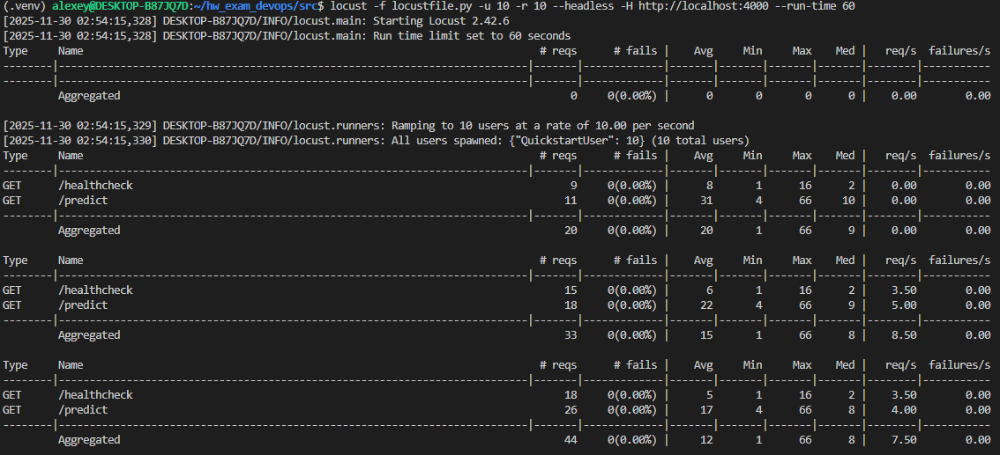 (.venv) alexey@DESKTOP-B87JQ7D:~/hw_exam_devops/src$ locust -f locustfile.py -u 10 -r 10 --headless -H http://localhost:4000 --run-time 60
[2025-11-30 02:54:15,328] DESKTOP-B87JQ7D/INFO/locust.main: Starting Locust 2.42.6
[2025-11-30 02:54:15,328] DESKTOP-B87JQ7D/INFO/locust.main: Run time limit set to 60 seconds
Type     Name                                                                          # reqs      # fails |    Avg     Min     Max    Med |   req/s  failures/s
--------|----------------------------------------------------------------------------|-------|-------------|-------|-------|-------|-------|--------|-----------
--------|----------------------------------------------------------------------------|-------|-------------|-------|-------|-------|-------|--------|-----------
         Aggregated                                                                         0     0(0.00%) |      0       0       0      0 |    0.00        0.00
[2025-11-30 02:54:15,329] DESKTOP-B87JQ7D/INFO/locust.runners: Ramping to 10 users at a rate of 10.00 per second
[2025-11-30 02:54:15,330] DESKTOP-B87JQ7D/INFO/locust.runners: All users spawned: {"QuickstartUser": 10} (10 total users)
Type     Name                                                                          # reqs      # fails |    Avg     Min     Max    Med |   req/s  failures/s
--------|----------------------------------------------------------------------------|-------|-------------|-------|-------|-------|-------|--------|-----------
GET      /healthcheck                                                                       9     0(0.00%) |      8       1      16      2 |    0.00        0.00
GET      /predict                                                                          11     0(0.00%) |     31       4      66     10 |    0.00        0.00
--------|----------------------------------------------------------------------------|-------|-------------|-------|-------|-------|-------|--------|-----------
         Aggregated                                                                        20     0(0.00%) |     20       1      66      9 |    0.00        0.00
Type     Name                                                                          # reqs      # fails |    Avg     Min     Max    Med |   req/s  failures/s
--------|----------------------------------------------------------------------------|-------|-------------|-------|-------|-------|-------|--------|-----------
GET      /healthcheck                                                                      15     0(0.00%) |      6       1      16      2 |    3.50        0.00
GET      /predict                                                                          18     0(0.00%) |     22       4      66      9 |    5.00        0.00
--------|----------------------------------------------------------------------------|-------|-------------|-------|-------|-------|-------|--------|-----------
         Aggregated                                                                        33     0(0.00%) |     15       1      66      8 |    8.50        0.00
Type     Name                                                                          # reqs      # fails |    Avg     Min     Max    Med |   req/s  failures/s
--------|----------------------------------------------------------------------------|-------|-------------|-------|-------|-------|-------|--------|-----------
GET      /healthcheck                                                                      18     0(0.00%) |      5       1      16      2 |    3.50        0.00
GET      /predict                                                                          26     0(0.00%) |     17       4      66      8 |    4.00        0.00
--------|----------------------------------------------------------------------------|-------|-------------|-------|-------|-------|-------|--------|-----------
         Aggregated                                                                        44     0(0.00%) |     12       1      66      8 |    7.50        0.00